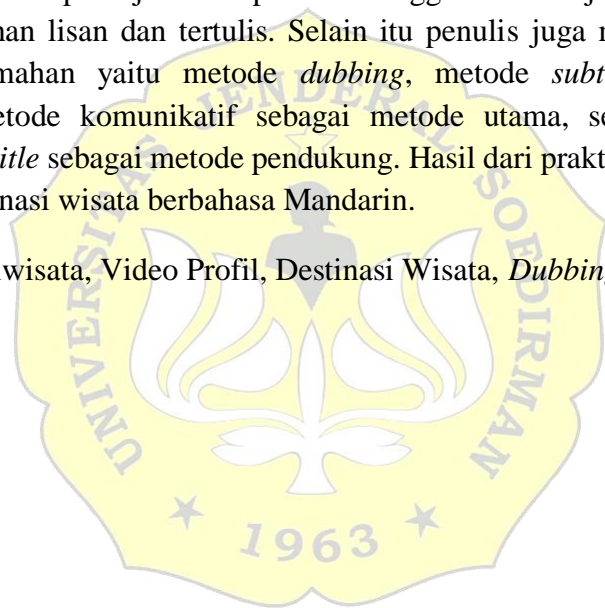 lisan dan tertulis. Selain itu penulis juga
mahan yaitu metode dubbing, metode subt
etode komunikatif sebagai metode utama, se
itle sebagai metode pendukung. Hasil dari prakt
nasi wisata berbahasa Mandarin.
wisata, Video Profil, Destinasi Wisata, Dubbing
UNIVERSITAS JENDERAL SOEDIRMAN
1963